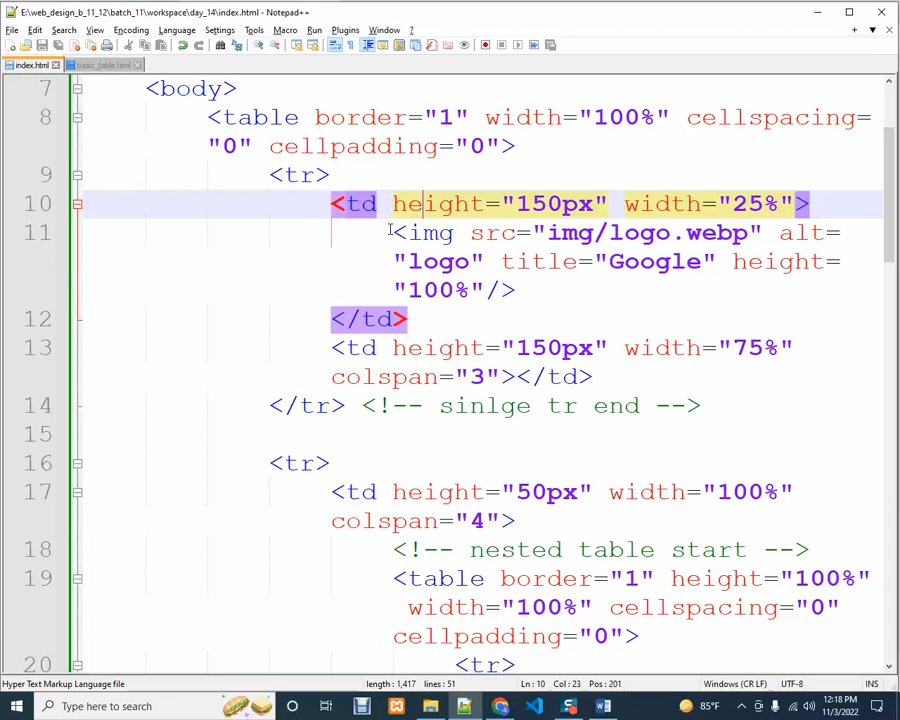 E:\web_design_b_11_12\batch_11\workspace\day_14\index.html - Notepad++
File Edit Search View Encoding Language Settings Tools Macro Run Plugins Window ?
index.html basic_table.html
7 <body>
8 <table border="1" width="100%" cellspacing=
"0" cellpadding="0">
9 <tr>
10 <td height="150px" width="25%">
11 <img src="img/logo.webp" alt=
"logo" title="Google" height=
"100%"/>
12 </td>
13 <td height="150px" width="75%"
colspan="3"></td>
14 </tr> <!-- sinlge tr end -->
15
16 <tr>
17 <td height="50px" width="100%"
colspan="4">
18 <!-- nested table start -->
19 <table border="1" height="100%"
width="100%" cellspacing="0"
cellpadding="0">
20 <tr>
Hyper Text Markup Language file length : 1,417 lines : 51 Ln : 10 Col : 23 Pos : 201 Windows (CR LF) UTF-8 INS
Type here to search 85°F 12:18 PM
11/3/2022